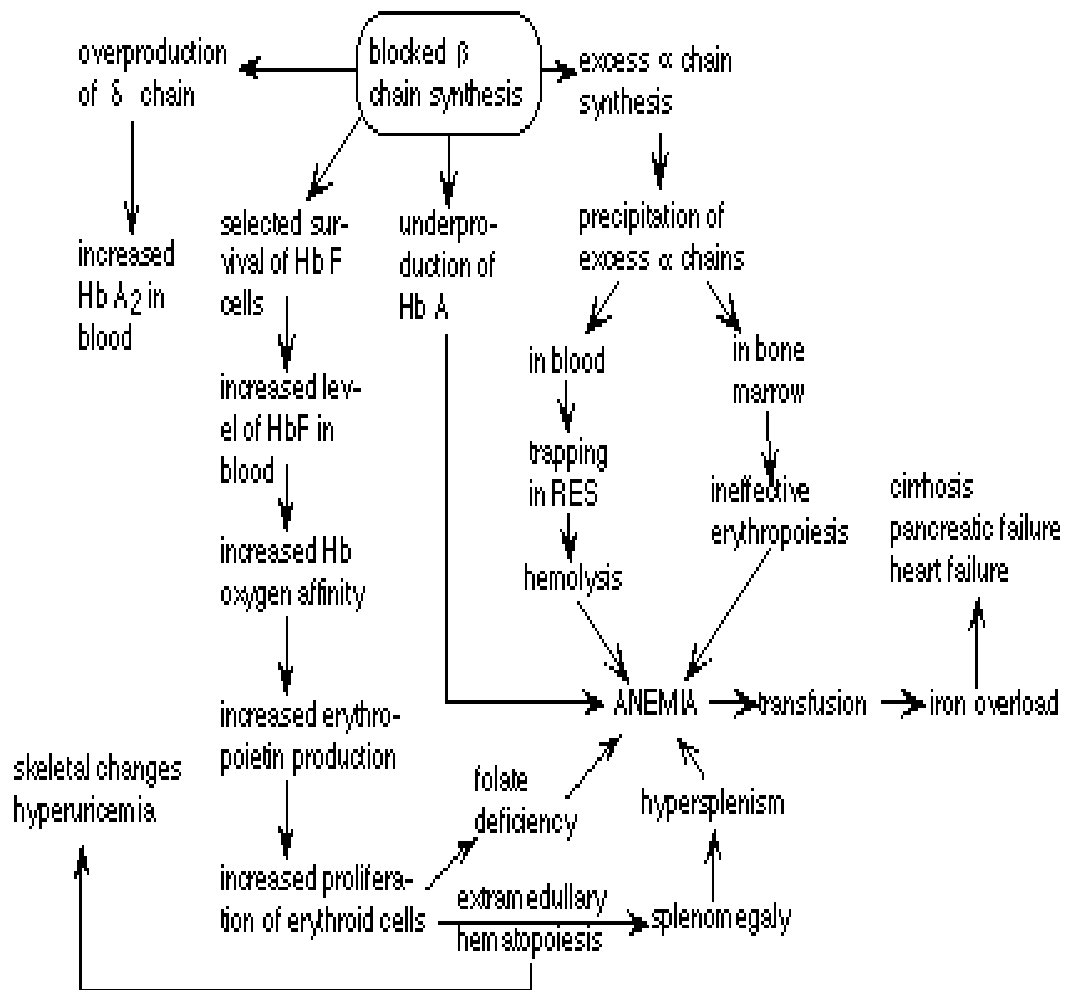 overproduction
of δ chain
blocked β
chain synthesis
excess α chain
synthesis
increased
Hb A2 in
blood
selected sur-
vival of Hb F
cells
underpro-
duction of
Hb A
precipitation of
excess α chains
increased lev-
el of HbF in
blood
in blood
in bone
marrow
trapping
in RES
ineffective
erythropoiesis
cirrhosis
pancreatic failure
heart failure
increased Hb
oxygen affinity
hemolysis
increased erythro-
poietin production
ANEMIA
transfusion
iron overload
skeletal changes
hyperuricemia
folate
deficiency
hypersplenism
increased prolifera-
tion of erythroid cells
extramedullary
hematopoiesis
splenomegaly